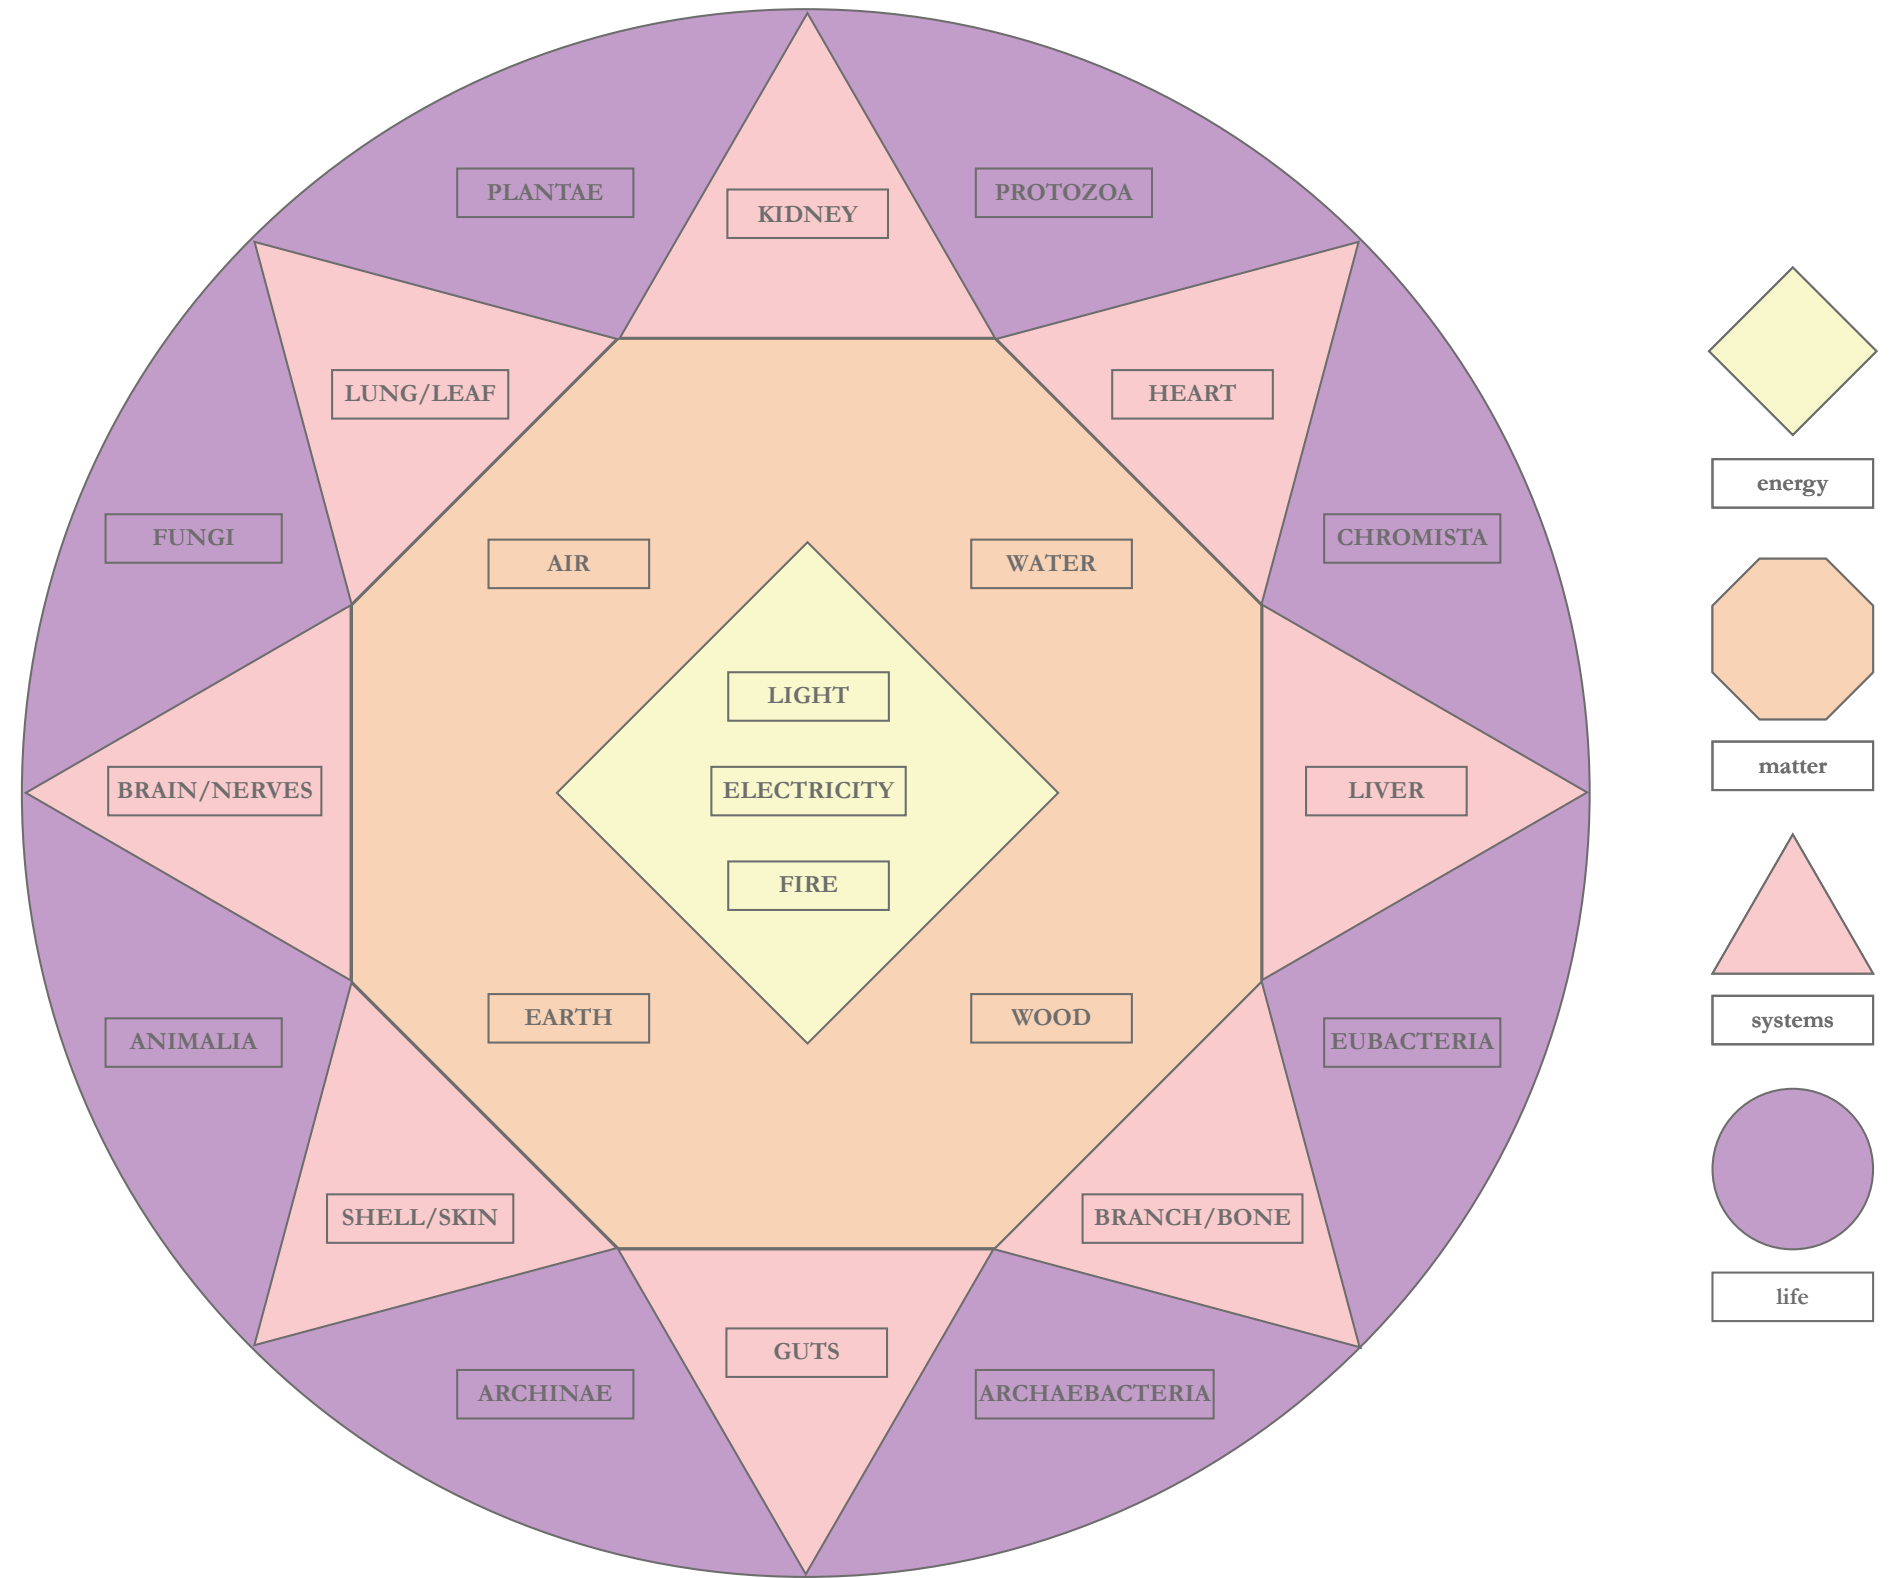 PLANTAE
PROTOZOA
KIDNEY
LUNG/LEAF
HEART
FUNGI
CHROMISTA
AIR
WATER
LIGHT
BRAIN/NERVES
ELECTRICITY
LIVER
FIRE
EARTH
WOOD
ANIMALIA
EUBACTERIA
SHELL/SKIN
BRANCH/BONE
GUTS
ARCHINAE
ARCHAEBACTERIA
energy
matter
systems
life